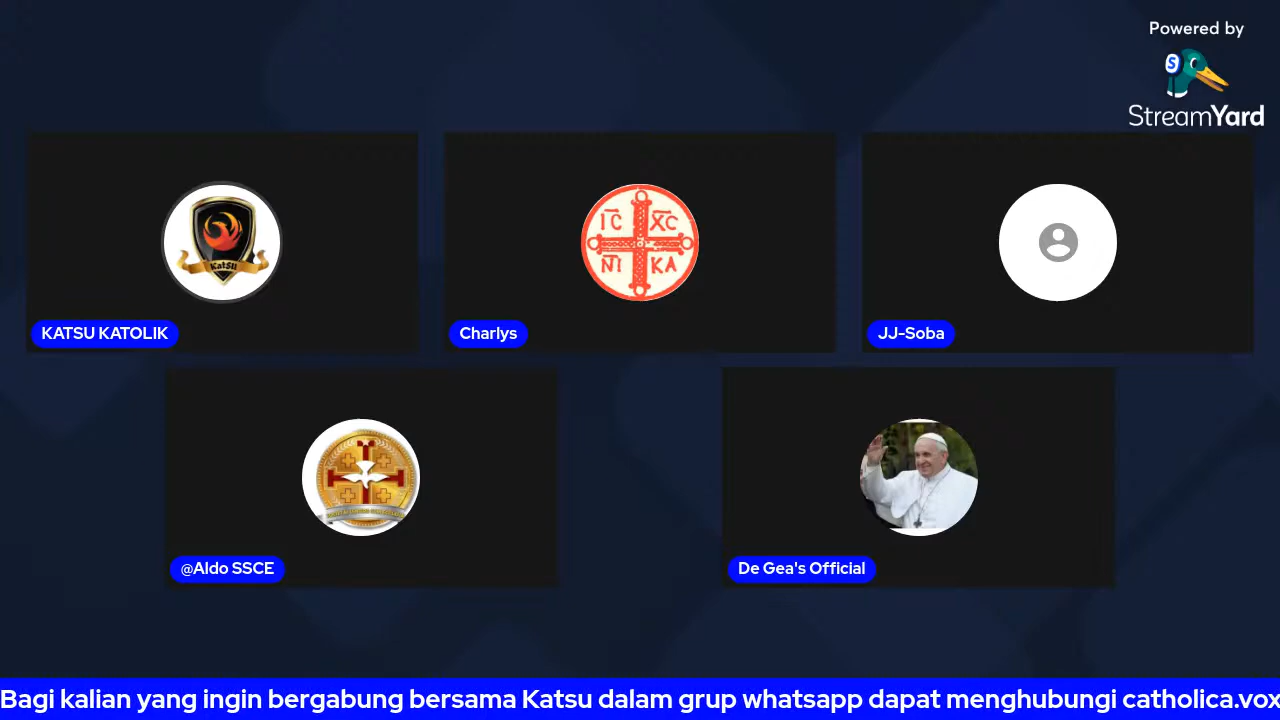 Powered by
S
StreamYard
KatSu
KATSU KATOLIK
IC XC
NI KA
Charlys
JJ-Soba
@Aldo SSCE
De Gea's Official
Bagi kalian yang ingin bergabung bersama Katsu dalam grup whatsapp dapat menghubungi catholica.vox